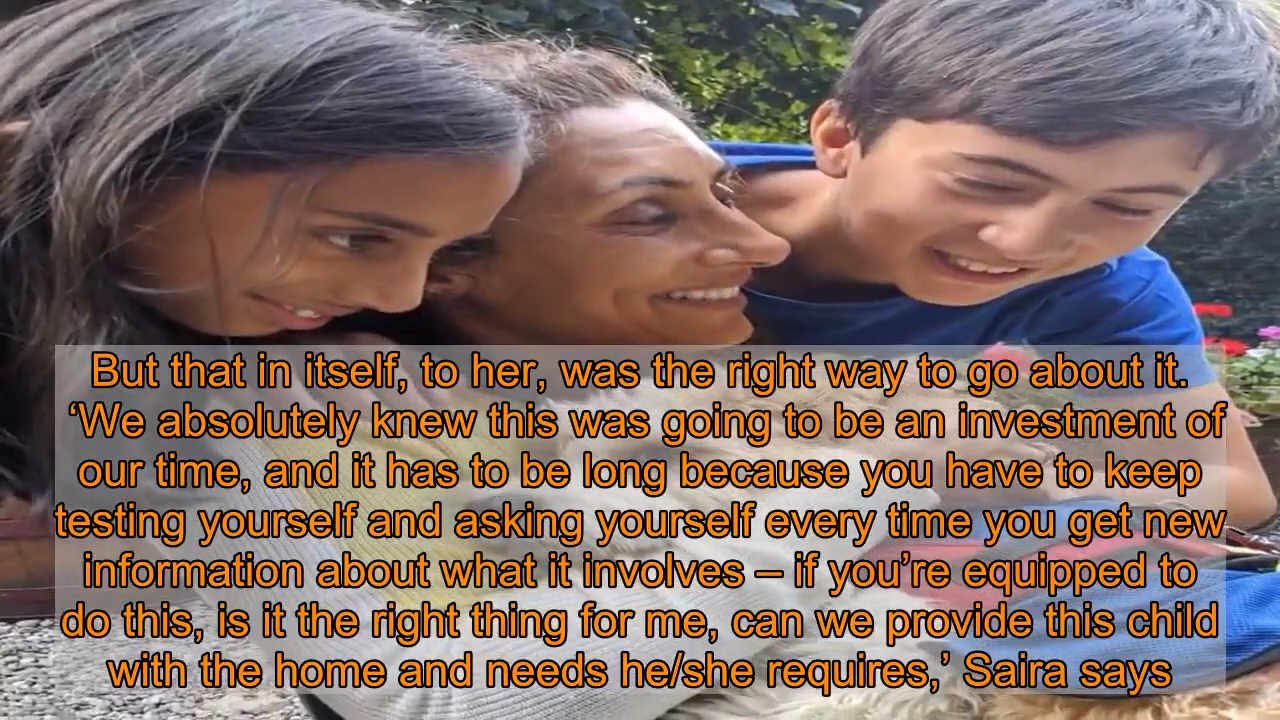 But that in itself, to her, was the right way to go about it.
‘We absolutely knew this was going to be an investment of
our time, and it has to be long because you have to keep
testing yourself and asking yourself every time you get new
information about what it involves – if you’re equipped to
do this, is it the right thing for me, can we provide this child
with the home and needs he/she requires,’ Saira says